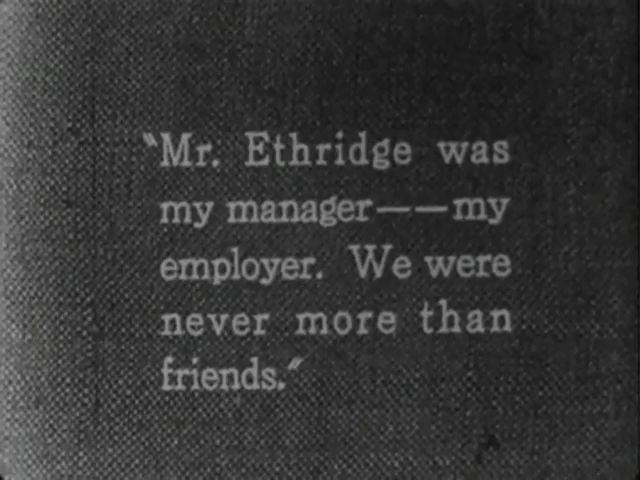 "Mr. Ethridge was
my manager——my
employer. We were
never more than
friends."